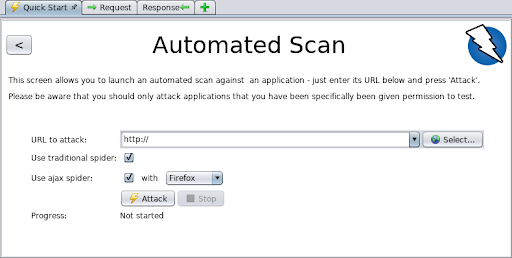 Quick Start Request Response
<
Automated Scan
This screen allows you to launch an automated scan against an application - just enter its URL below and press 'Attack'.
Please be aware that you should only attack applications that you have been specifically been given permission to test.
URL to attack: http:// Select...
Use traditional spider:
Use ajax spider: with Firefox
Attack Stop
Progress: Not started